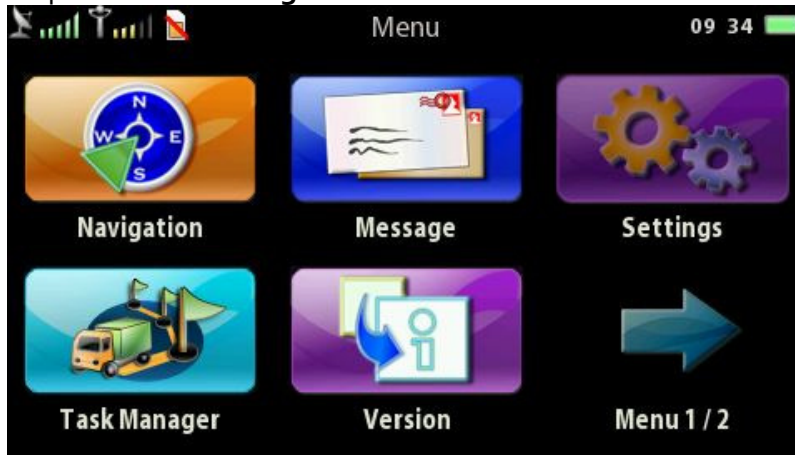 Menu
09 34
N
W E
S
Navigation
Message
Settings
Task Manager
Version
Menu 1 / 2